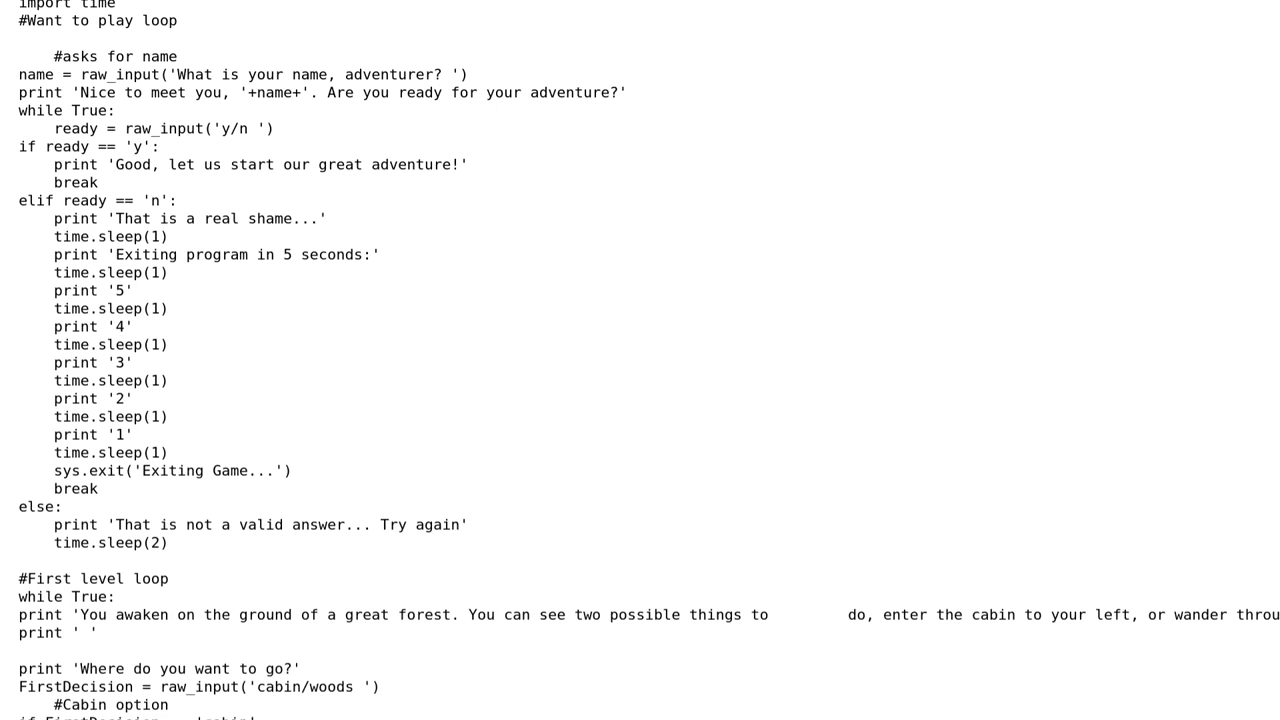 import time
#Want to play loop

    #asks for name
name = raw_input('What is your name, adventurer? ')
print 'Nice to meet you, '+name+'. Are you ready for your adventure?'
while True:
    ready = raw_input('y/n ')
if ready == 'y':
    print 'Good, let us start our great adventure!'
    break
elif ready == 'n':
    print 'That is a real shame...'
    time.sleep(1)
    print 'Exiting program in 5 seconds:'
    time.sleep(1)
    print '5'
    time.sleep(1)
    print '4'
    time.sleep(1)
    print '3'
    time.sleep(1)
    print '2'
    time.sleep(1)
    print '1'
    time.sleep(1)
    sys.exit('Exiting Game...')
    break
else:
    print 'That is not a valid answer... Try again'
    time.sleep(2)

#First level loop
while True:
print 'You awaken on the ground of a great forest. You can see two possible things to         do, enter the cabin to your left, or wander throu
print ' '

print 'Where do you want to go?'
FirstDecision = raw_input('cabin/woods ')
    #Cabin option
if FirstDecision == 'cabin'